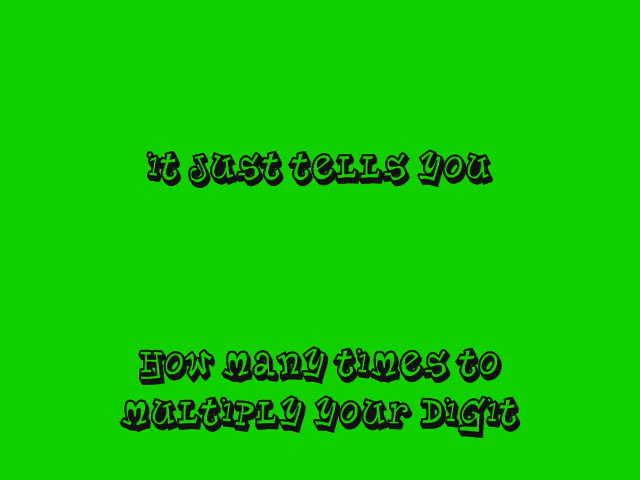 it just tells you
How many times to
multiply your Digit